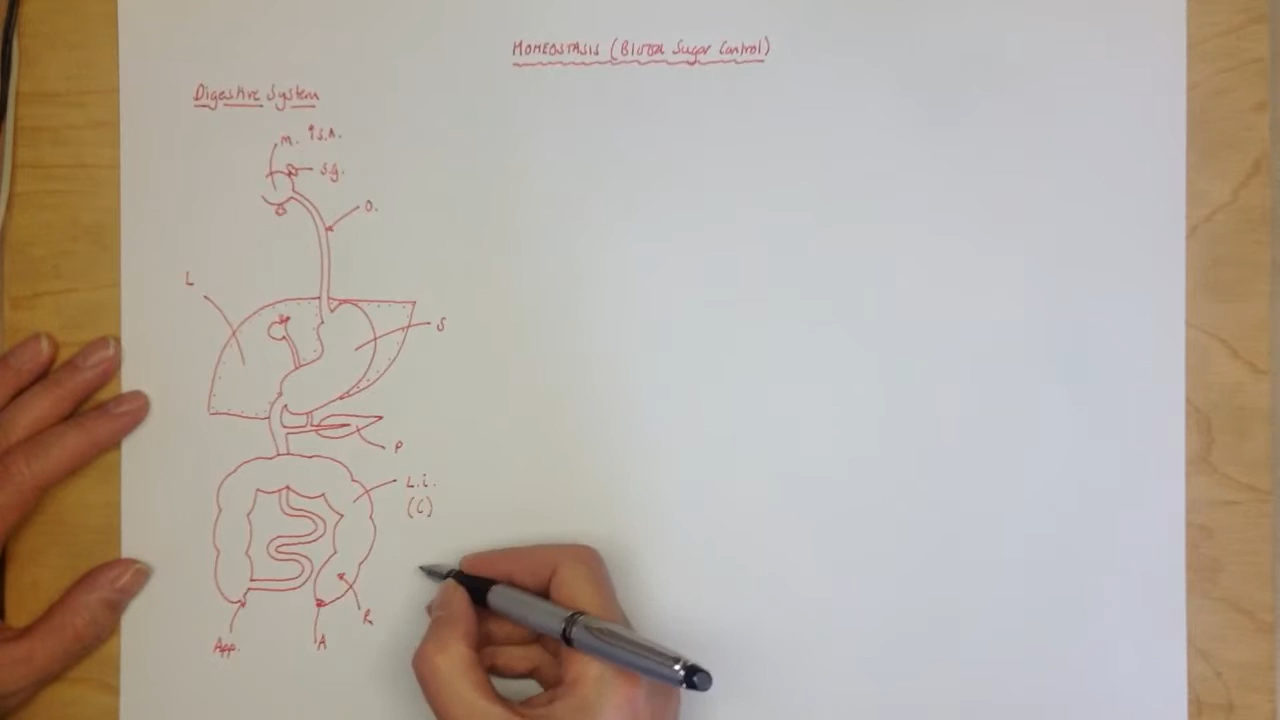 HOMEOSTASIS (Blood Sugar Control)
Digestive System
M. & S.A.
S.g.
O.
L
S
P
L.i.
(C)
R
App.
A